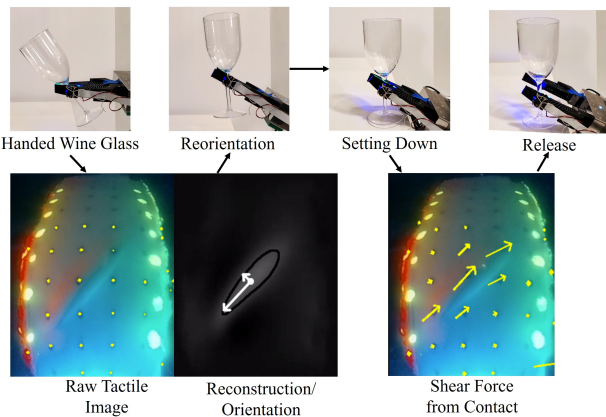 Handed Wine Glass
Reorientation
Setting Down
Release
Raw Tactile
Image
Reconstruction/
Orientation
Shear Force
from Contact